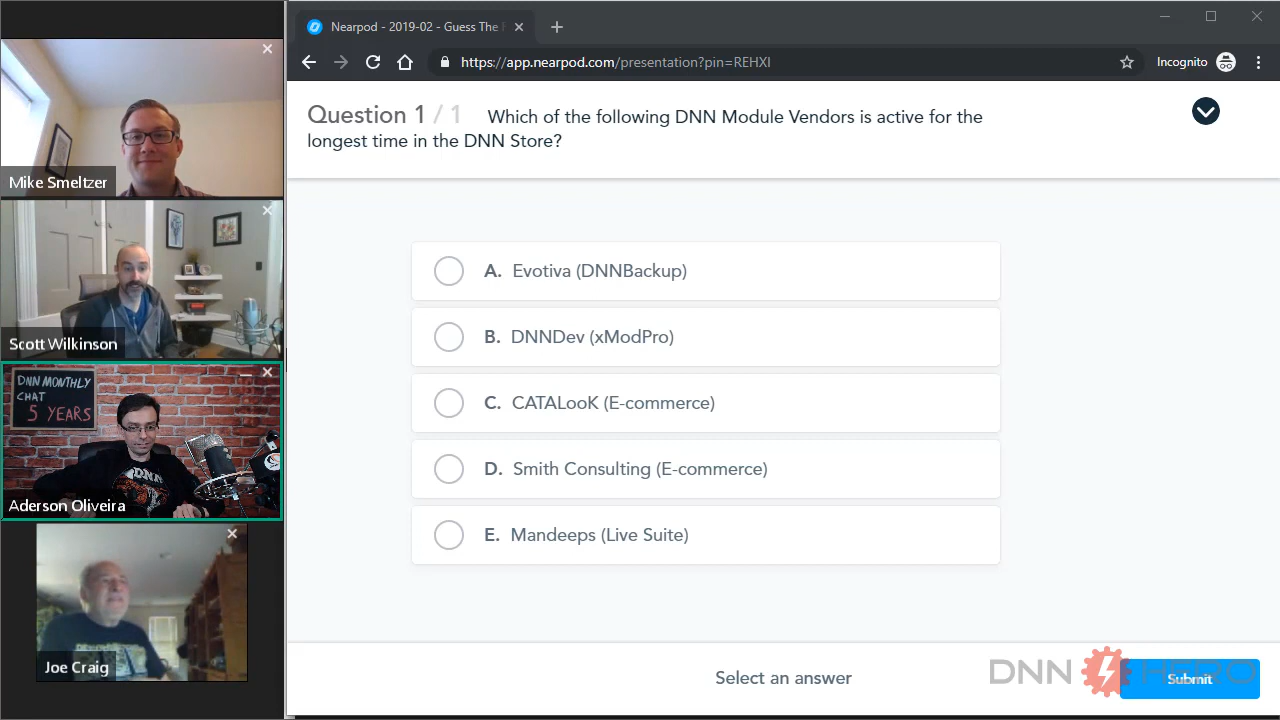 Nearpod - 2019-02 - Guess The
https://app.nearpod.com/presentation?pin=REHXI
Incognito
Question 1 / 1 Which of the following DNN Module Vendors is active for the
longest time in the DNN Store?
A. Evotiva (DNNBackup)
B. DNNDev (xModPro)
C. CATALooK (E-commerce)
D. Smith Consulting (E-commerce)
E. Mandeeps (Live Suite)
Select an answer
Submit
DNN HERO
Mike Smeltzer
Scott Wilkinson
DNN MONTHLY
CHAT
5 YEARS
DNN
Aderson Oliveira
Joe Craig